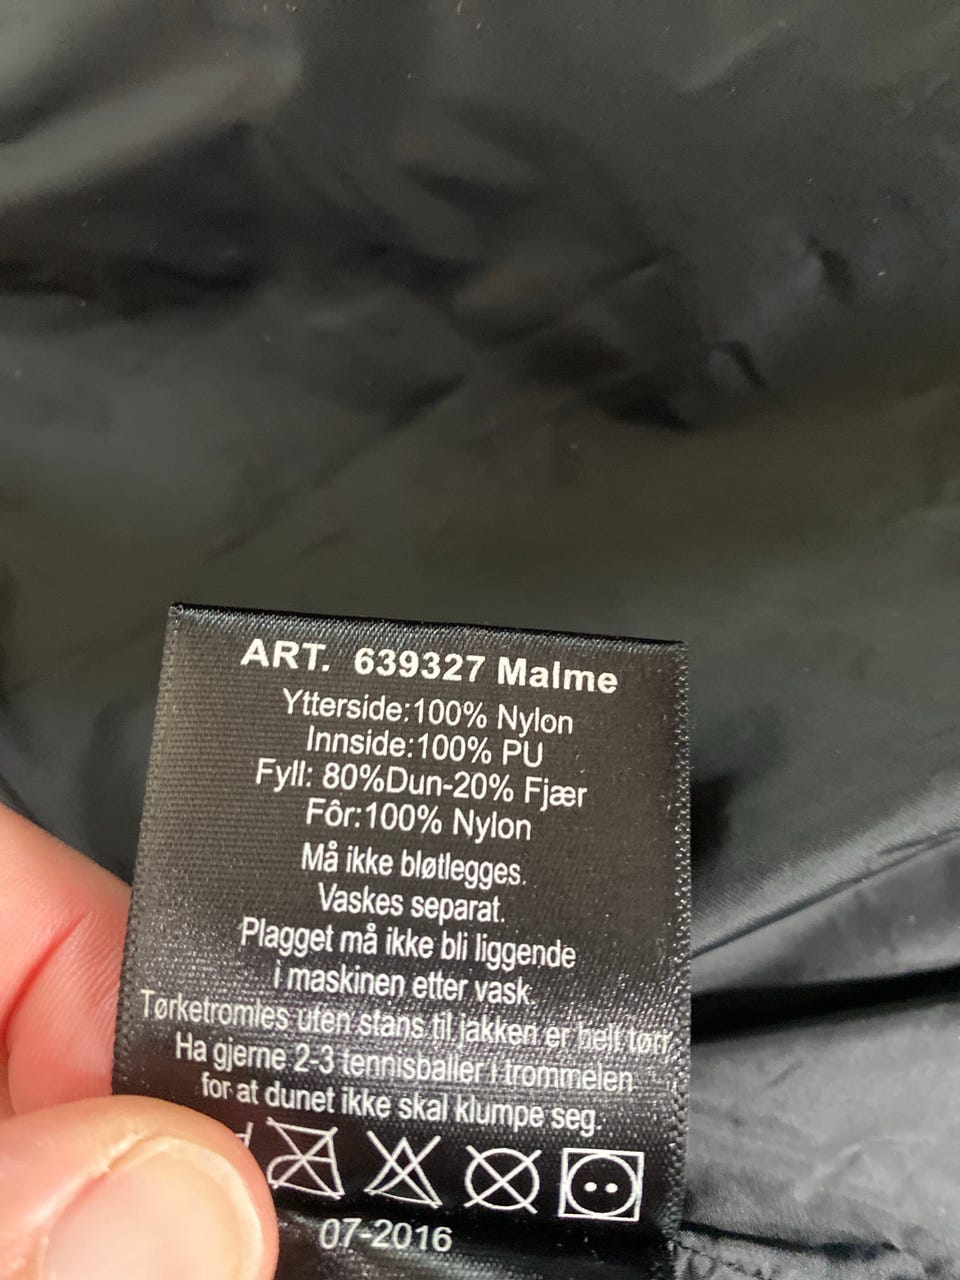 ART. 639327 Malme
Ytterside:100% Nylon
Innside:100% PU
Fyll: 80%Dun-20% Fjær
Fôr:100% Nylon
Må ikke bløtlegges.
Vaskes separat.
Plagget må ikke bli liggende
i maskinen etter vask.
Tørketromles uten stans til jakken er helt tørr,
Ha gjerne 2-3 tennisballer i trommelen
for at dunet ikke skal klumpe seg.
07-2016